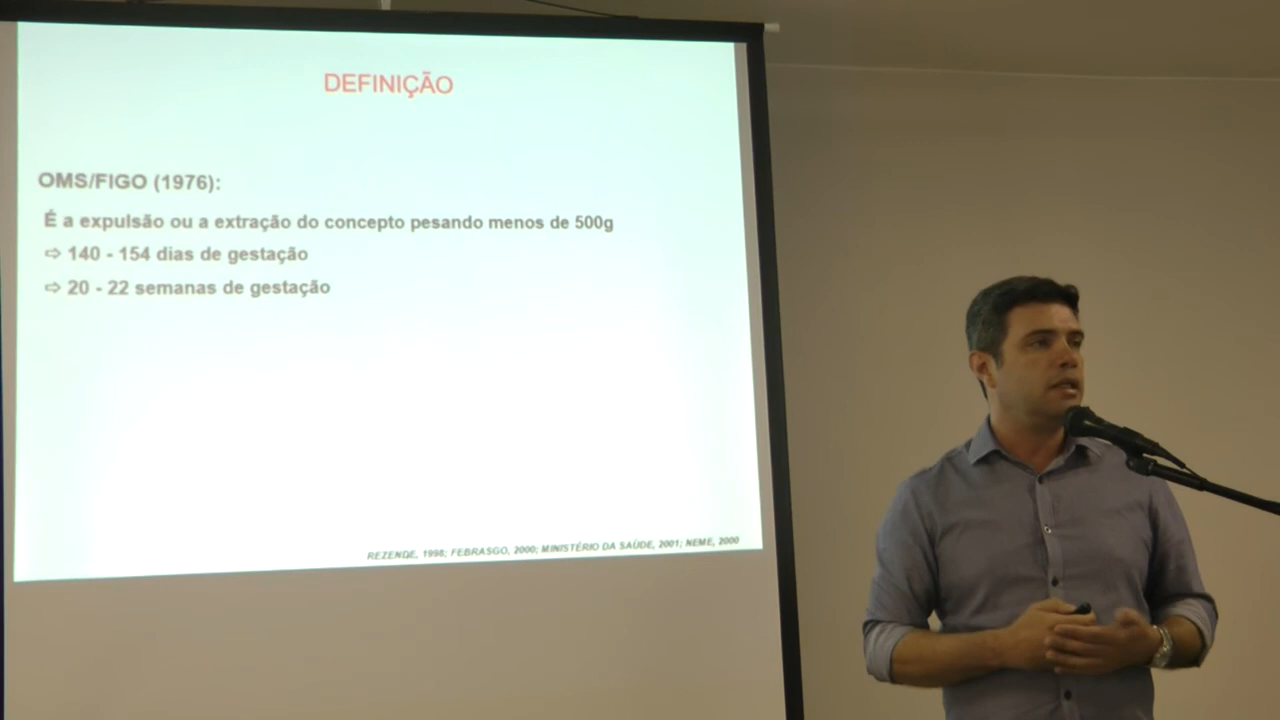 DEFINIÇÃO
OMS/FIGO (1976):
É a expulsão ou a extração do concepto pesando menos de 500g
⇨ 140 - 154 dias de gestação
⇨ 20 - 22 semanas de gestação
REZENDE, 1998; FEBRASGO, 2000; MINISTÉRIO DA SAÚDE, 2001; NEME, 2000